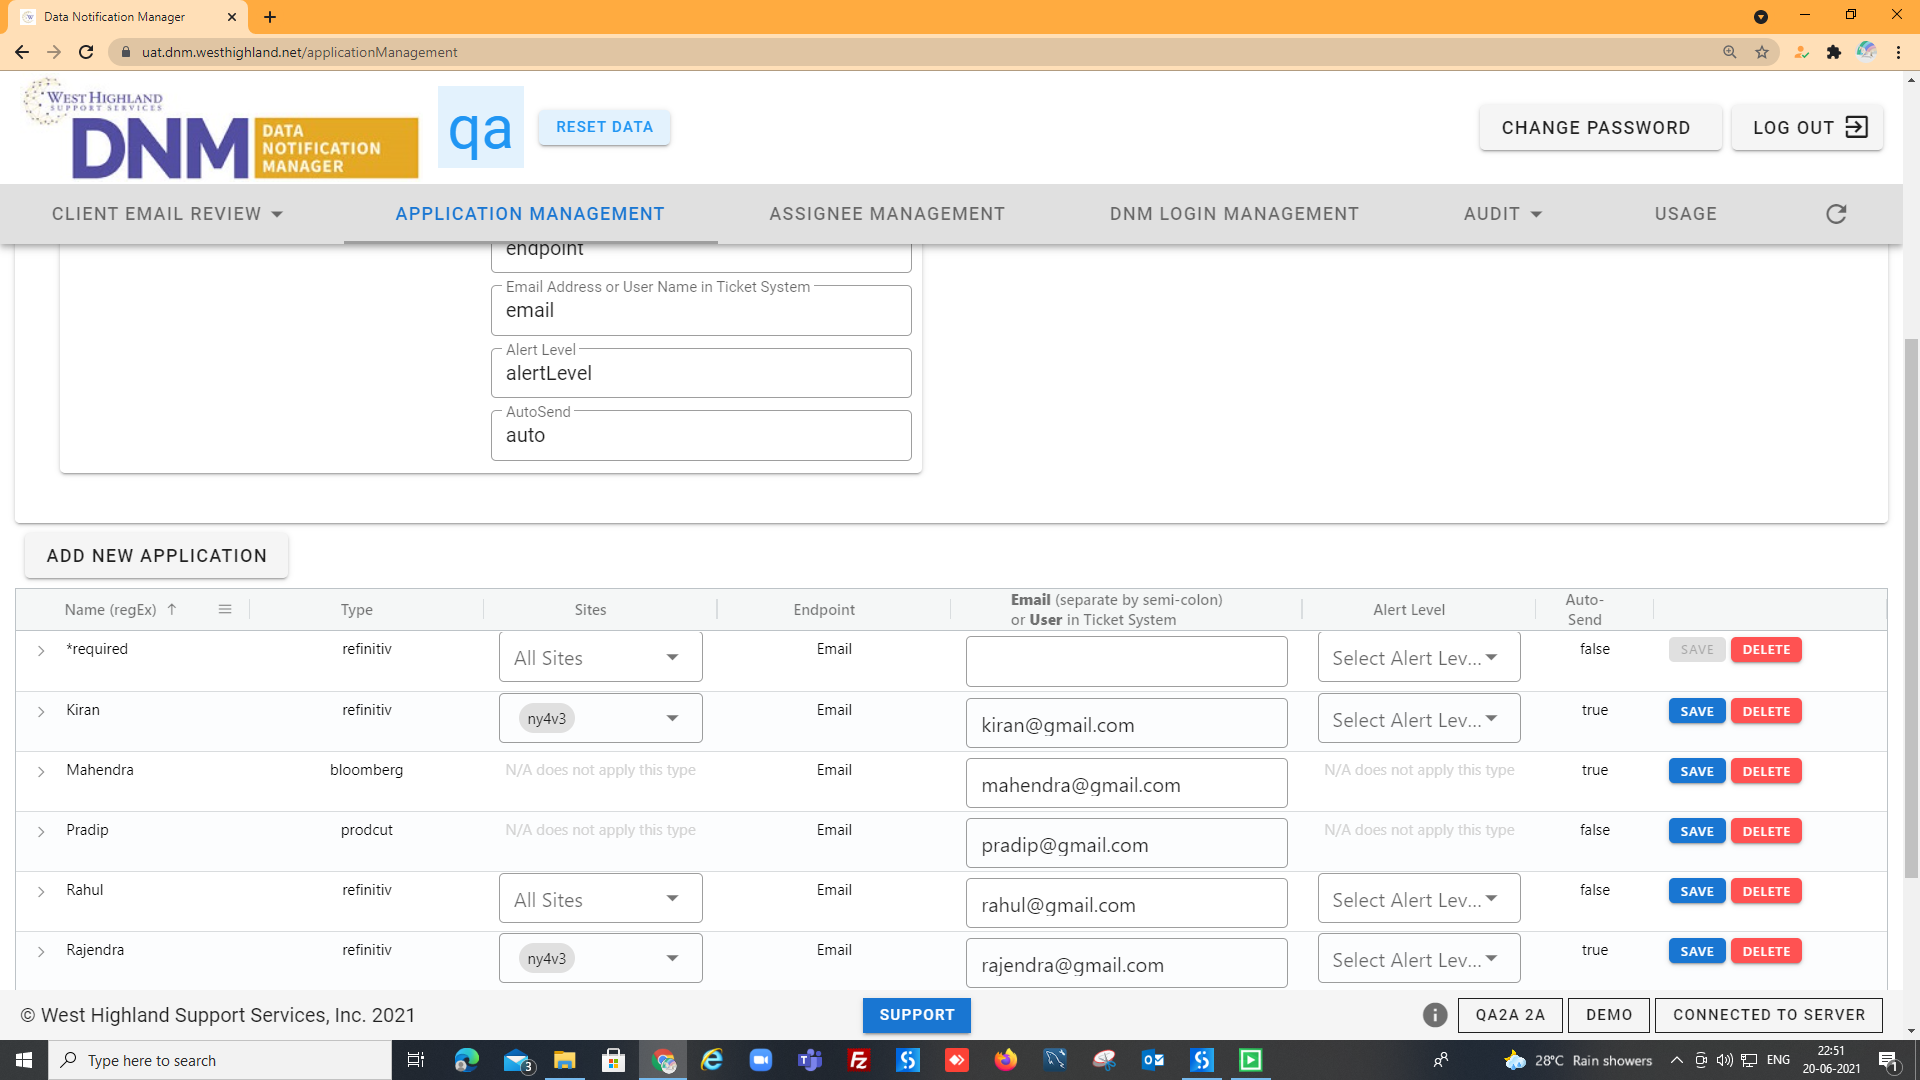 Data Notification Manager
uat.dnm.westhighland.net/applicationManagement
WEST HIGHLAND
SUPPORT SERVICES
DNM DATA NOTIFICATION MANAGER
qa
RESET DATA
CHANGE PASSWORD
LOG OUT
CLIENT EMAIL REVIEW
APPLICATION MANAGEMENT
ASSIGNEE MANAGEMENT
DNM LOGIN MANAGEMENT
AUDIT
USAGE
endpoint
Email Address or User Name in Ticket System
email
Alert Level
alertLevel
AutoSend
auto
ADD NEW APPLICATION
Name (regEx) Type Sites Endpoint Email (separate by semi-colon) or User in Ticket System Alert Level Auto-Send
*required refinitiv All Sites Email Select Alert Lev... false SAVE DELETE
Kiran refinitiv ny4v3 Email kiran@gmail.com Select Alert Lev... true SAVE DELETE
Mahendra bloomberg N/A does not apply this type Email mahendra@gmail.com N/A does not apply this type true SAVE DELETE
Pradip prodcut N/A does not apply this type Email pradip@gmail.com N/A does not apply this type false SAVE DELETE
Rahul refinitiv All Sites Email rahul@gmail.com Select Alert Lev... false SAVE DELETE
Rajendra refinitiv ny4v3 Email rajendra@gmail.com Select Alert Lev... true SAVE DELETE
© West Highland Support Services, Inc. 2021
SUPPORT
QA2A 2A
DEMO
CONNECTED TO SERVER
Type here to search
3
28°C Rain showers
ENG
22:51
20-06-2021
1